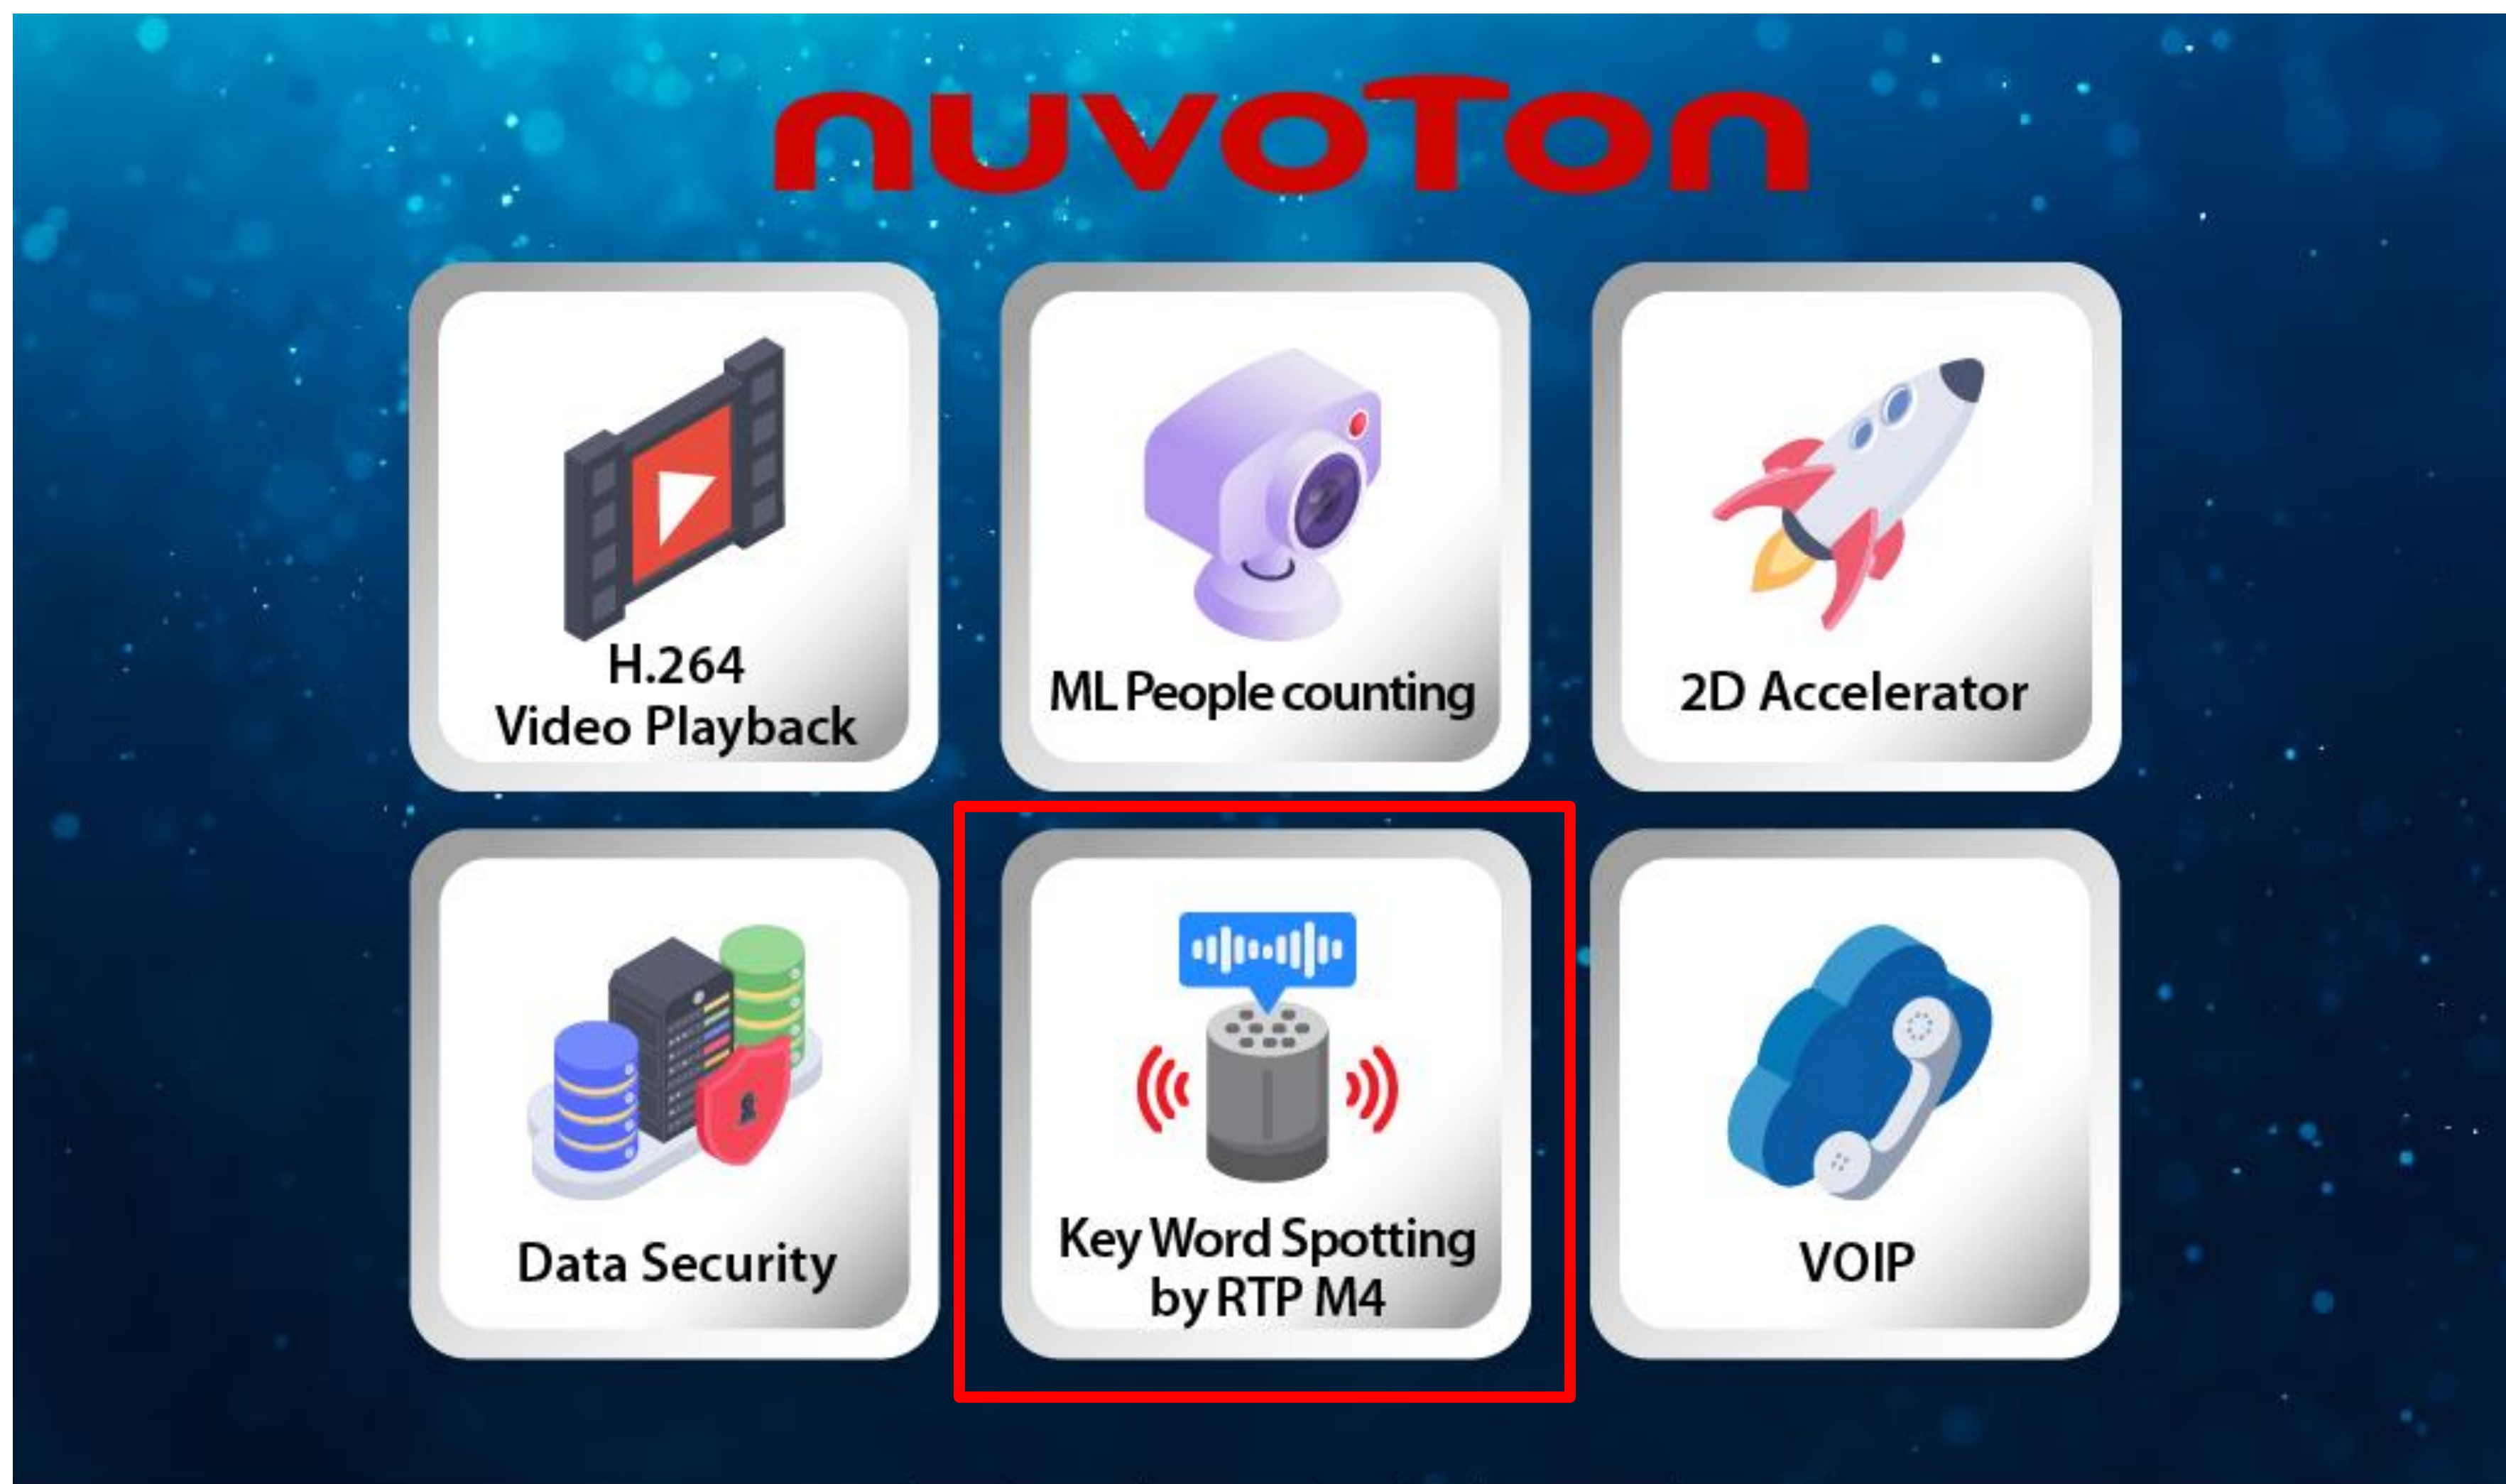 nuvoTon
H.264
Video Playback
ML People counting
2D Accelerator
Data Security
Key Word Spotting
by RTP M4
VOIP